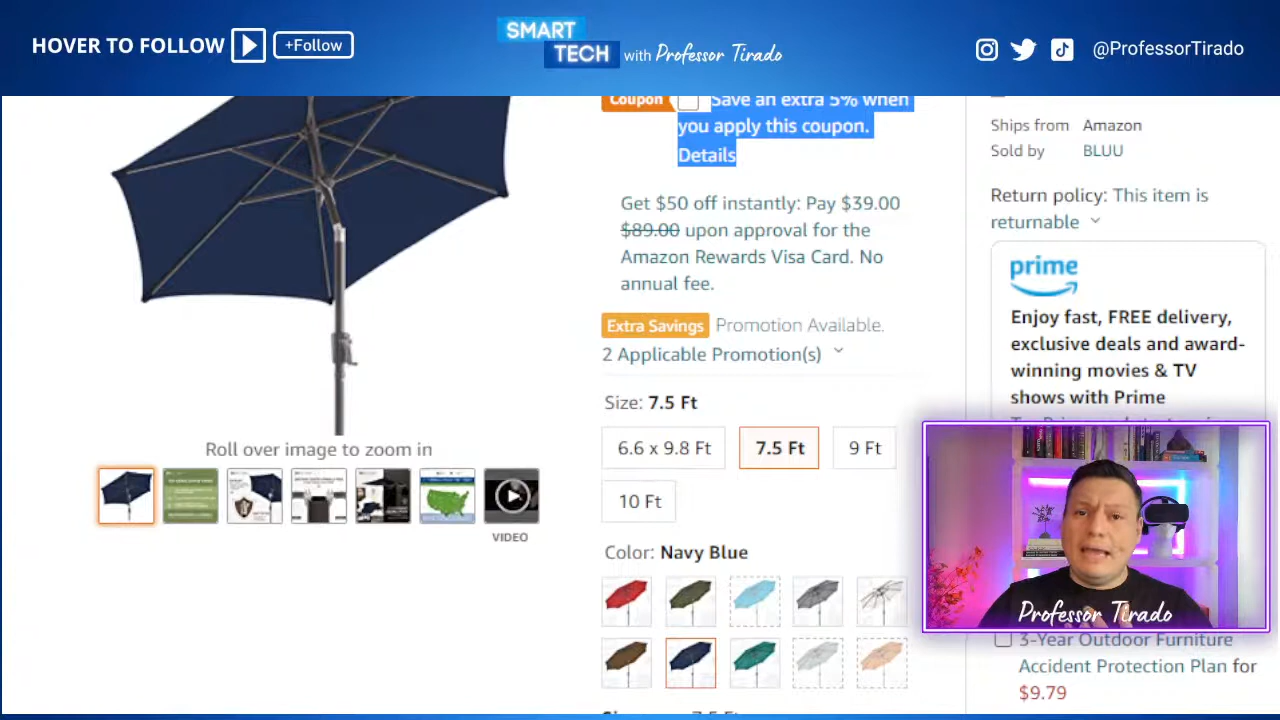 HOVER TO FOLLOW
+Follow
SMART
TECH with Professor Tirado
@ProfessorTirado
Coupon Save an extra 5% when
you apply this coupon.
Details
Get $50 off instantly: Pay $39.00
$89.00 upon approval for the
Amazon Rewards Visa Card. No
annual fee.
Extra Savings Promotion Available.
2 Applicable Promotion(s)
Size: 7.5 Ft
6.6 x 9.8 Ft
7.5 Ft
9 Ft
10 Ft
Color: Navy Blue
Roll over image to zoom in
VIDEO
Ships from Amazon
Sold by BLUU
Return policy: This item is
returnable
prime
Enjoy fast, FREE delivery,
exclusive deals and award-
winning movies & TV
shows with Prime
Professor Tirado
3-Year Outdoor Furniture
Accident Protection Plan for
$9.79